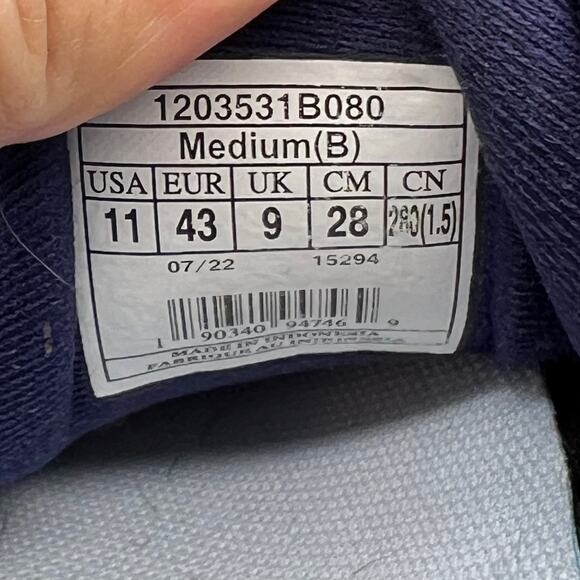 1203531B080
Medium(B)
USA EUR UK CM CN
11 43 9 28 280(1.5)
07/22 15294
1 90340 94746 9
MADE IN INDONESIA
FABRIQUE AU